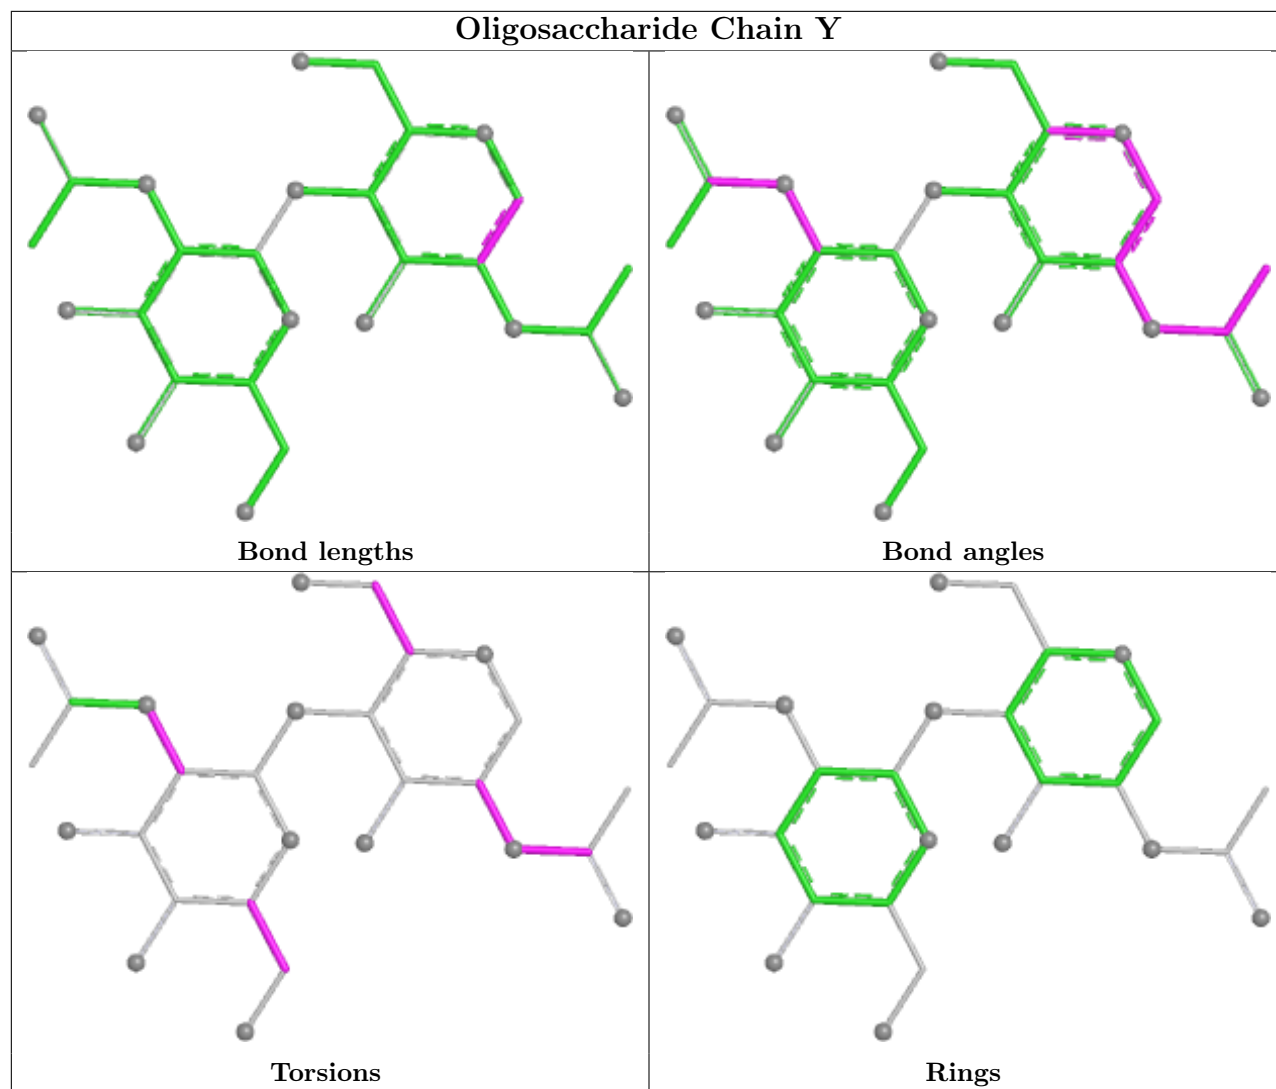 Oligosaccharide Chain Y
Bond lengths
Bond angles
Torsions
Rings